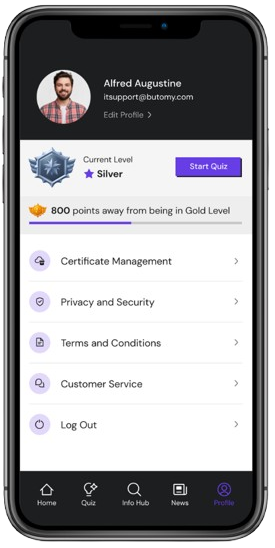 Alfred Augustine
itsupport@butomy.com
Edit Profile
Current Level
Silver
Start Quiz
800 points away from being in Gold Level
Certificate Management
Privacy and Security
Terms and Conditions
Customer Service
Log Out
Home
Quiz
Info Hub
News
Profile